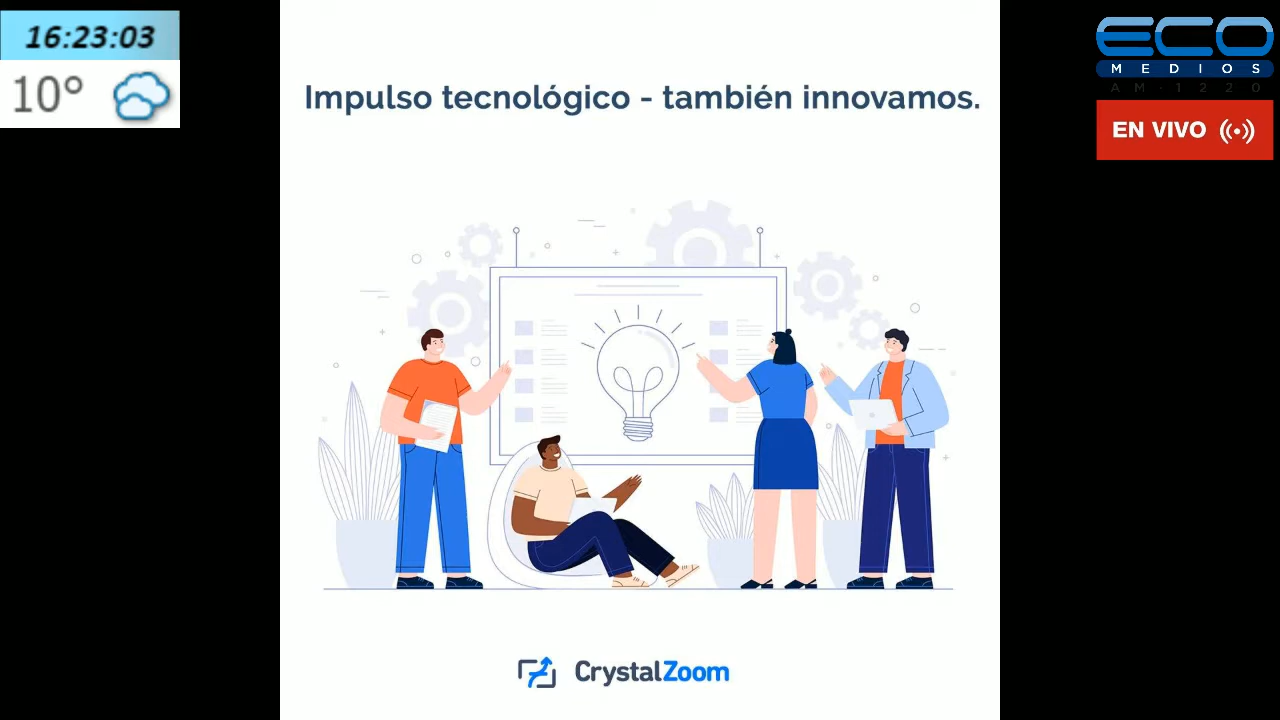 16:23:03
10°
Impulso tecnológico - también innovamos.
ECO
MEDIOS
AM·1220
EN VIVO
CrystalZoom